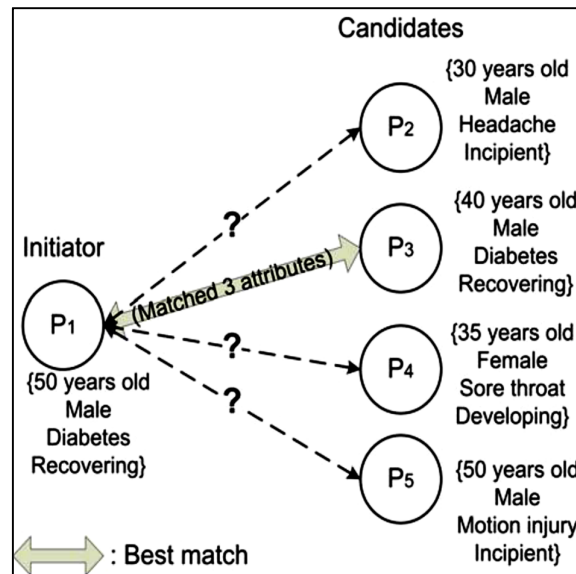 Candidates
{30 years old
Male
Headache
Incipient}
P2
?
{40 years old
Male
Diabetes
Recovering}
P3
Initiator
(Matched 3 attributes)
P1
{50 years old
Male
Diabetes
Recovering}
?
{35 years old
Female
Sore throat
Developing}
P4
?
{50 years old
Male
Motion injury
Incipient}
P5
: Best match